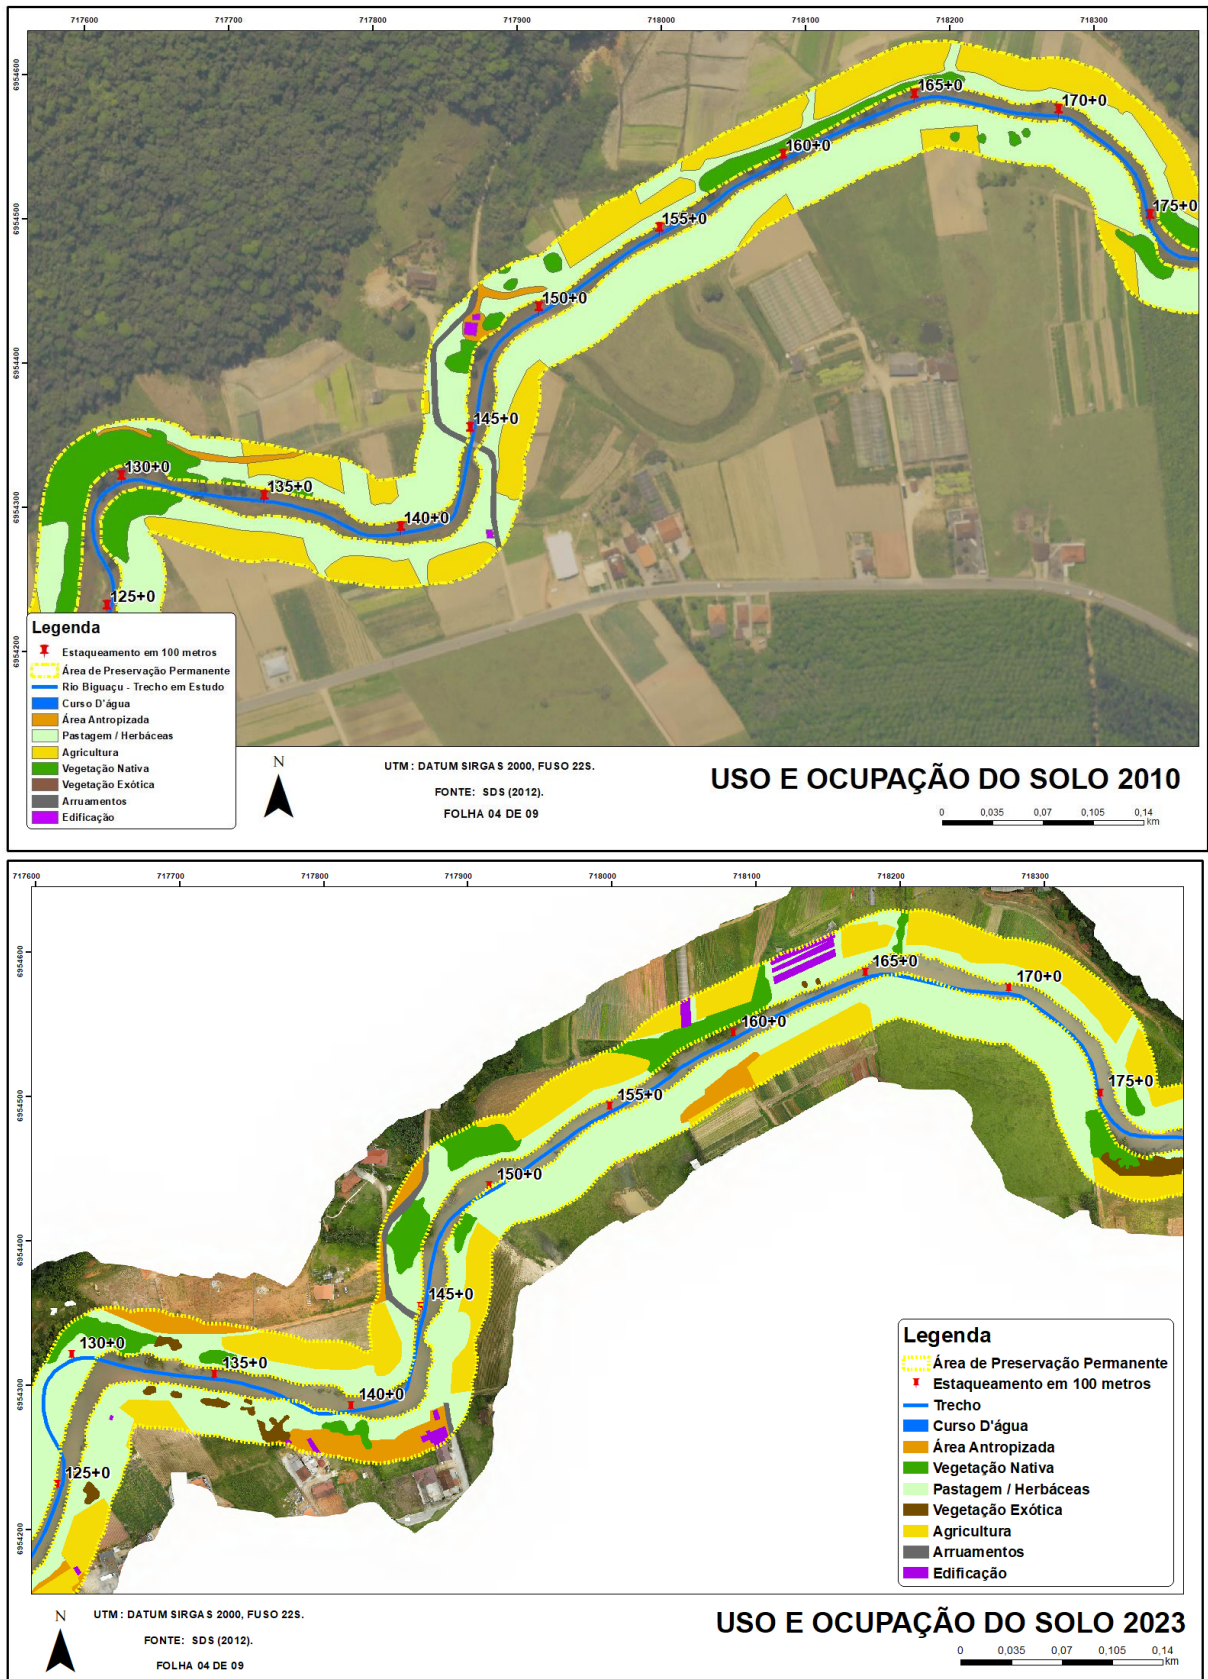 717600 717700 717800 717900 718000 718100 718200 718300
6954600
6954500
6954400
6954300
6954200
165+0
170+0
160+0
175+0
155+0
150+0
145+0
130+0
135+0
140+0
125+0
Legenda
Estaqueamento em 100 metros
Área de Preservação Permanente
Rio Biguaçu - Trecho em Estudo
Curso D'água
Área Antropizada
Pastagem / Herbáceas
Agricultura
Vegetação Nativa
Vegetação Exótica
Arruamentos
Edificação
N
UTM: DATUM SIRGAS 2000, FUSO 22S.
FONTE: SDS (2012).
FOLHA 04 DE 09
USO E OCUPAÇÃO DO SOLO 2010
0 0,035 0,07 0,105 0,14
km
717600 717700 717800 717900 718000 718100 718200 718300
6954600
6954500
6954400
6954300
6954200
165+0
170+0
160+0
175+0
155+0
150+0
145+0
130+0
135+0
140+0
125+0
Legenda
Área de Preservação Permanente
Estaqueamento em 100 metros
Trecho
Curso D'água
Área Antropizada
Vegetação Nativa
Pastagem / Herbáceas
Vegetação Exótica
Agricultura
Arruamentos
Edificação
N
UTM: DATUM SIRGAS 2000, FUSO 22S.
FONTE: SDS (2012).
FOLHA 04 DE 09
USO E OCUPAÇÃO DO SOLO 2023
0 0,035 0,07 0,105 0,14
km